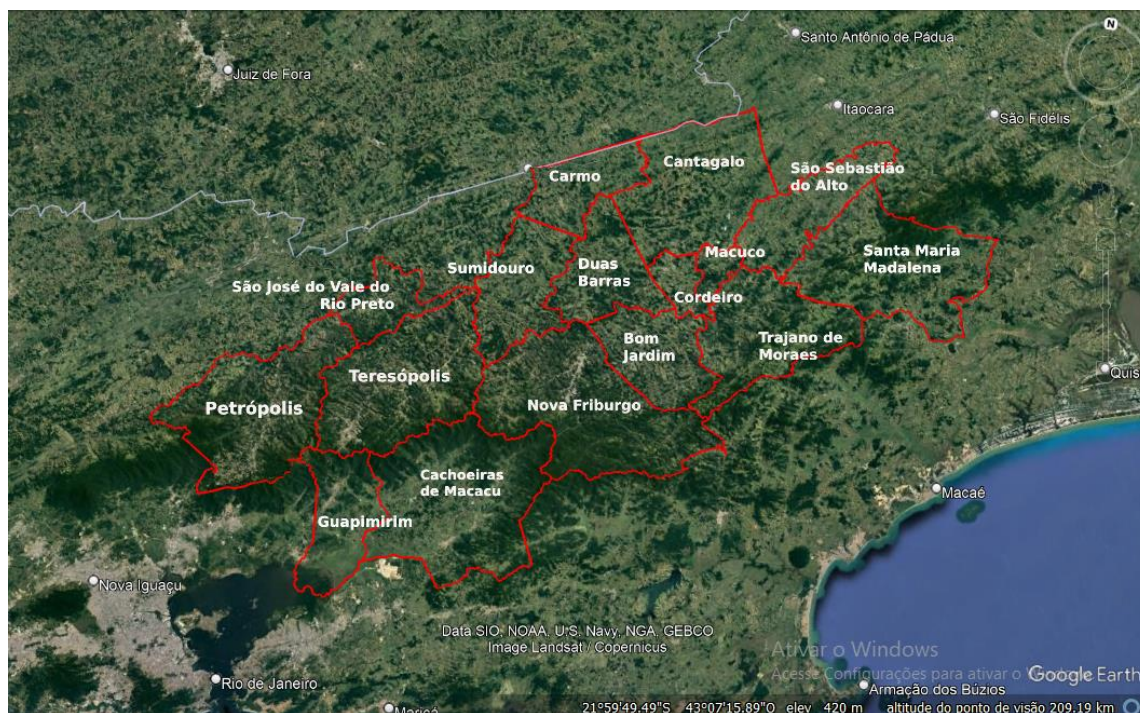 N
Santo Antônio de Pádua
Juiz de Fora
Itaocara
São Fidélis
Carmo
Cantagalo
São Sebastião
do Alto
Macuco
Santa Maria
Madalena
Sumidouro
Duas
Barras
São José do Vale do
Rio Preto
Cordeiro
Bom
Jardim
Trajano de
Moraes
Teresópolis
Quis
Petrópolis
Nova Friburgo
Cachoeiras
de Macacu
Macaé
Guapimirim
Nova Iguaçu
Data SIO, NOAA, U.S. Navy, NGA, GEBCO
Image Landsat / Copernicus
Ativar o Windows
Acesse Configurações para ativar o Windows.
Google Earth
Rio de Janeiro
Armação dos Búzios
Maricá
21°59'49.49"S 43°07'15.89"O elev 420 m altitude do ponto de visão 209.19 km